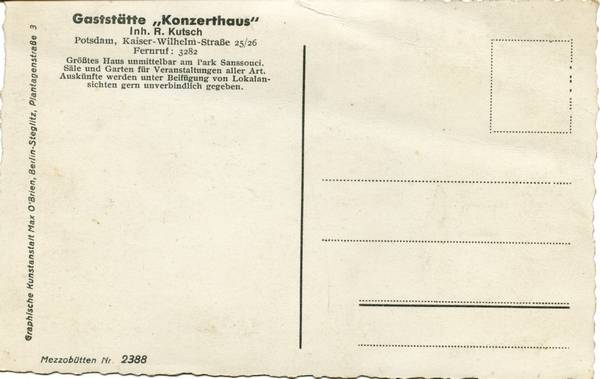 Gaststätte „Konzerthaus"
Inh. R. Kutsch
Potsdam, Kaiser-Wilhelm-Straße 25/26
Fernruf: 3282
Größtes Haus unmittelbar am Park Sanssouci.
Säle und Garten für Veranstaltungen aller Art.
Auskünfte werden unter Beifügung von Lokalan-
sichten gern unverbindlich gegeben.
Graphische Kunstanstalt Max O'Brien, Berlin-Steglitz, Plantagenstraße 3
Mezzobütten Nr. 2388